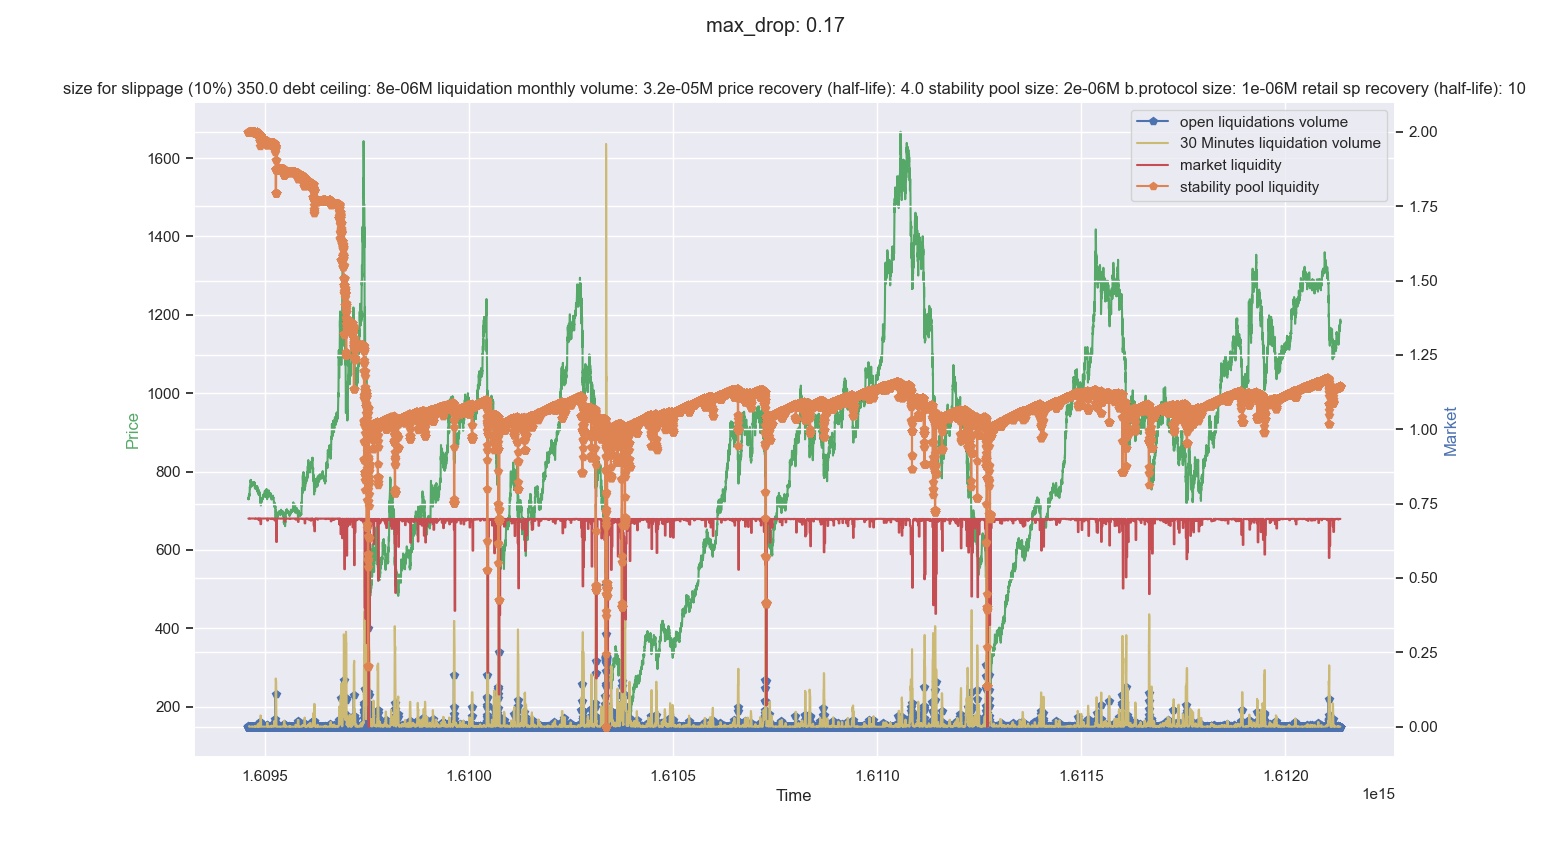 max_drop: 0.17
size for slippage (10%) 350.0 debt ceiling: 8e-06M liquidation monthly volume: 3.2e-05M price recovery (half-life): 4.0 stability pool size: 2e-06M b.protocol size: 1e-06M retail sp recovery (half-life): 10
open liquidations volume
30 Minutes liquidation volume
market liquidity
stability pool liquidity
1600
1400
1200
1000
800
600
400
200
Price
2.00
1.75
1.50
1.25
1.00
0.75
0.50
0.25
0.00
Market
1.6095 1.6100 1.6105 1.6110 1.6115 1.6120
Time
1e15